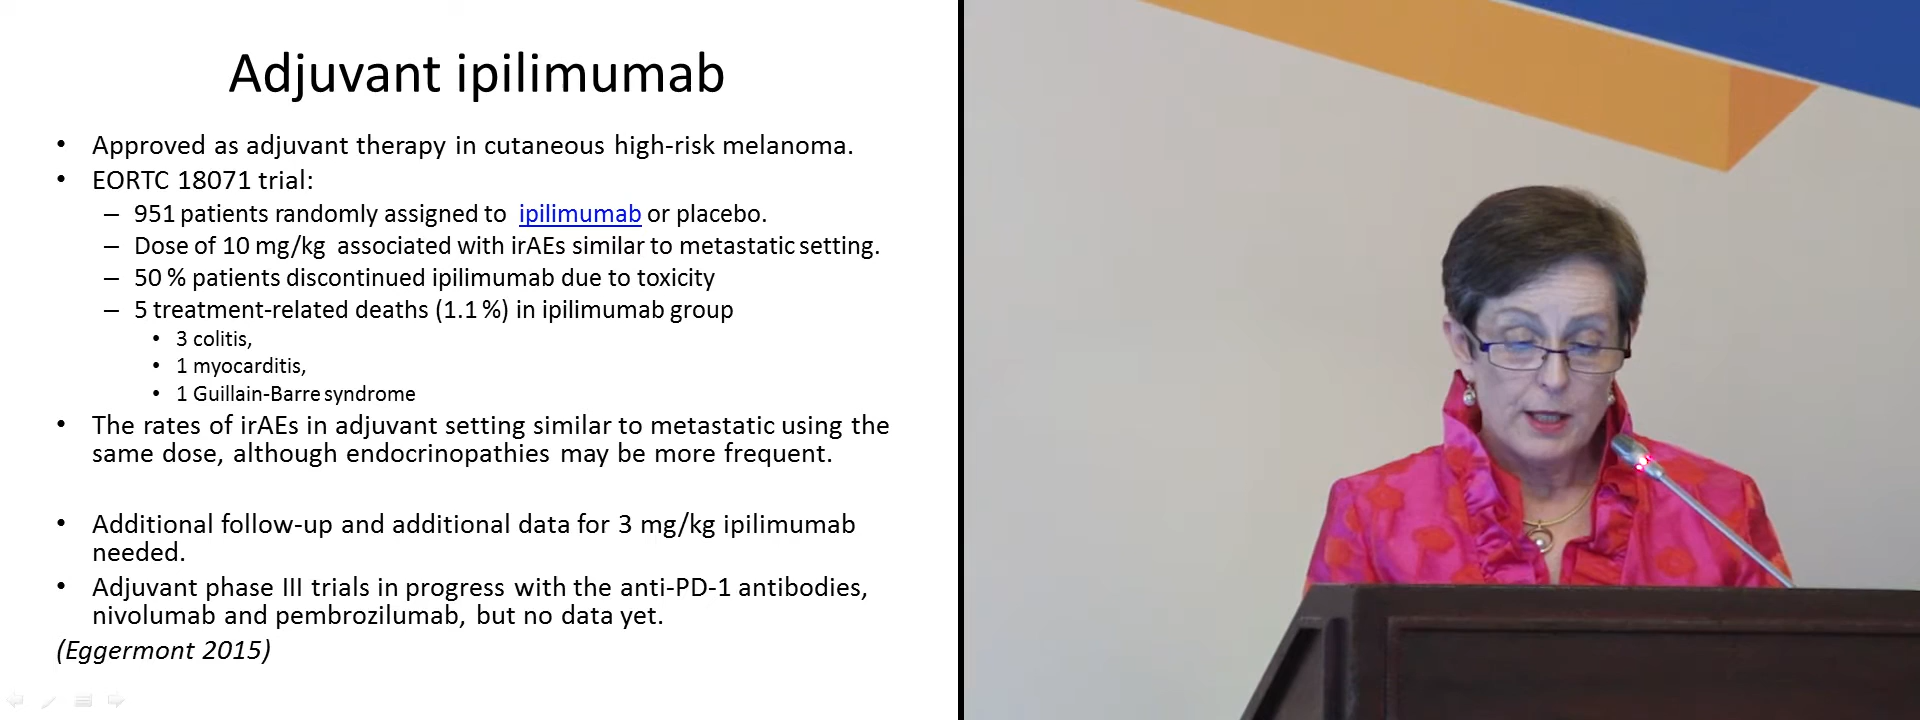 Adjuvant ipilimumab
• Approved as adjuvant therapy in cutaneous high-risk melanoma.
• EORTC 18071 trial:
– 951 patients randomly assigned to ipilimumab or placebo.
– Dose of 10 mg/kg associated with irAEs similar to metastatic setting.
– 50 % patients discontinued ipilimumab due to toxicity
– 5 treatment-related deaths (1.1 %) in ipilimumab group
• 3 colitis,
• 1 myocarditis,
• 1 Guillain-Barre syndrome
• The rates of irAEs in adjuvant setting similar to metastatic using the
same dose, although endocrinopathies may be more frequent.
• Additional follow-up and additional data for 3 mg/kg ipilimumab
needed.
• Adjuvant phase III trials in progress with the anti-PD-1 antibodies,
nivolumab and pembrozilumab, but no data yet.
(Eggermont 2015)